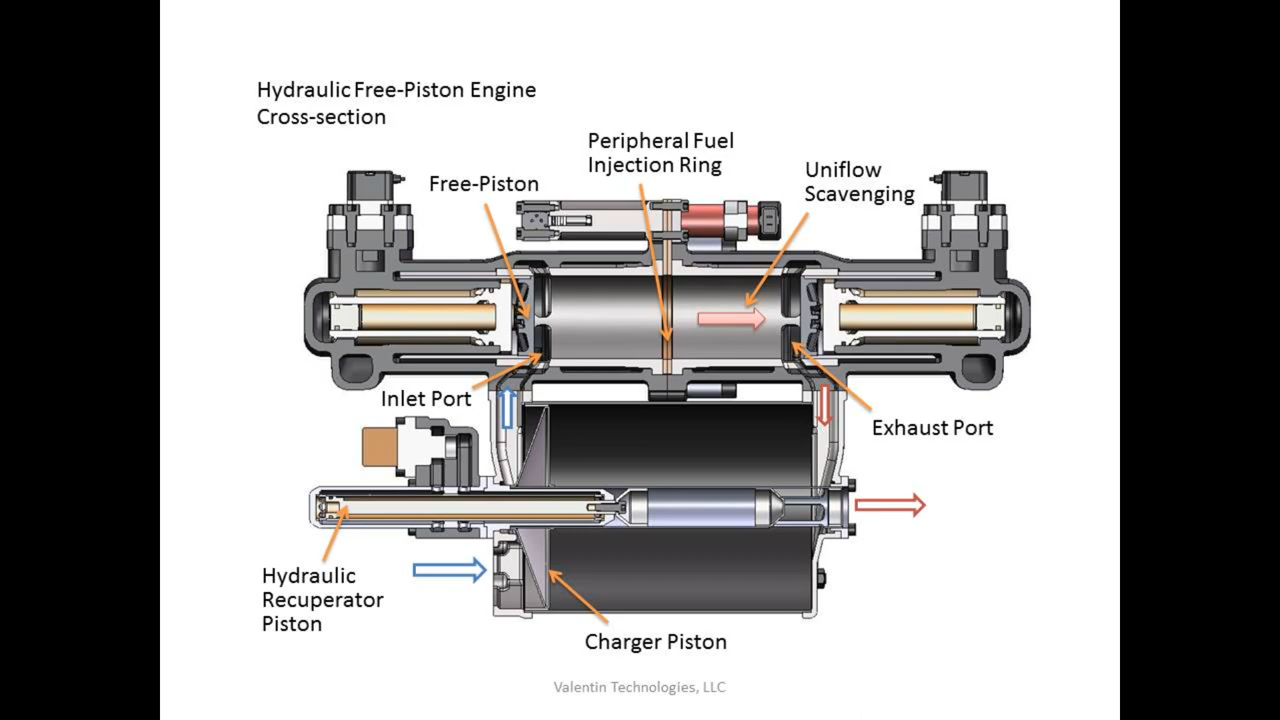 Hydraulic Free-Piston Engine
Cross-section
Peripheral Fuel
Injection Ring
Uniflow
Scavenging
Free-Piston
Inlet Port
Exhaust Port
Hydraulic
Recuperator
Piston
Charger Piston
Valentin Technologies, LLC